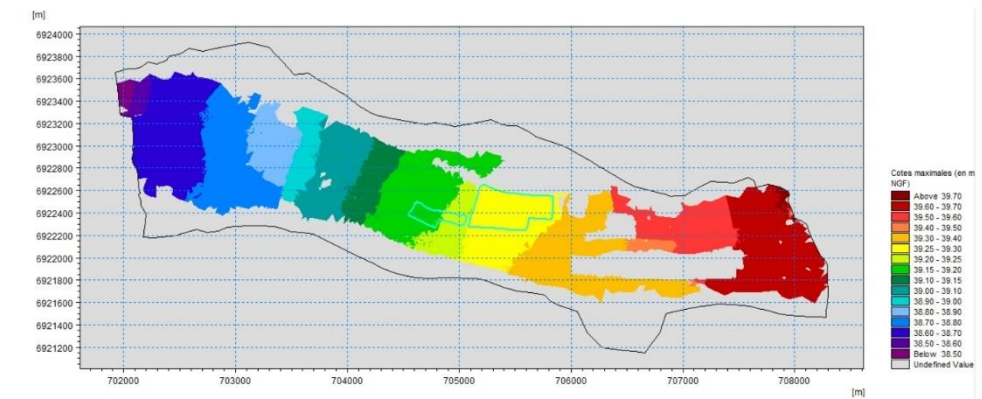 [m]
6924000
6923800
6923600
6923400
6923200
6923000
6922800
6922600
6922400
6922200
6922000
6921800
6921600
6921400
6921200
702000 703000 704000 705000 706000 707000 708000
[m]
Cotes maximales (en m
NGF)
Above 39.70
39.60 - 39.70
39.50 - 39.60
39.40 - 39.50
39.30 - 39.40
39.25 - 39.30
39.20 - 39.25
39.15 - 39.20
39.10 - 39.15
39.00 - 39.10
38.90 - 39.00
38.80 - 38.90
38.70 - 38.80
38.60 - 38.70
38.50 - 38.60
Below 38.50
Undefined Value